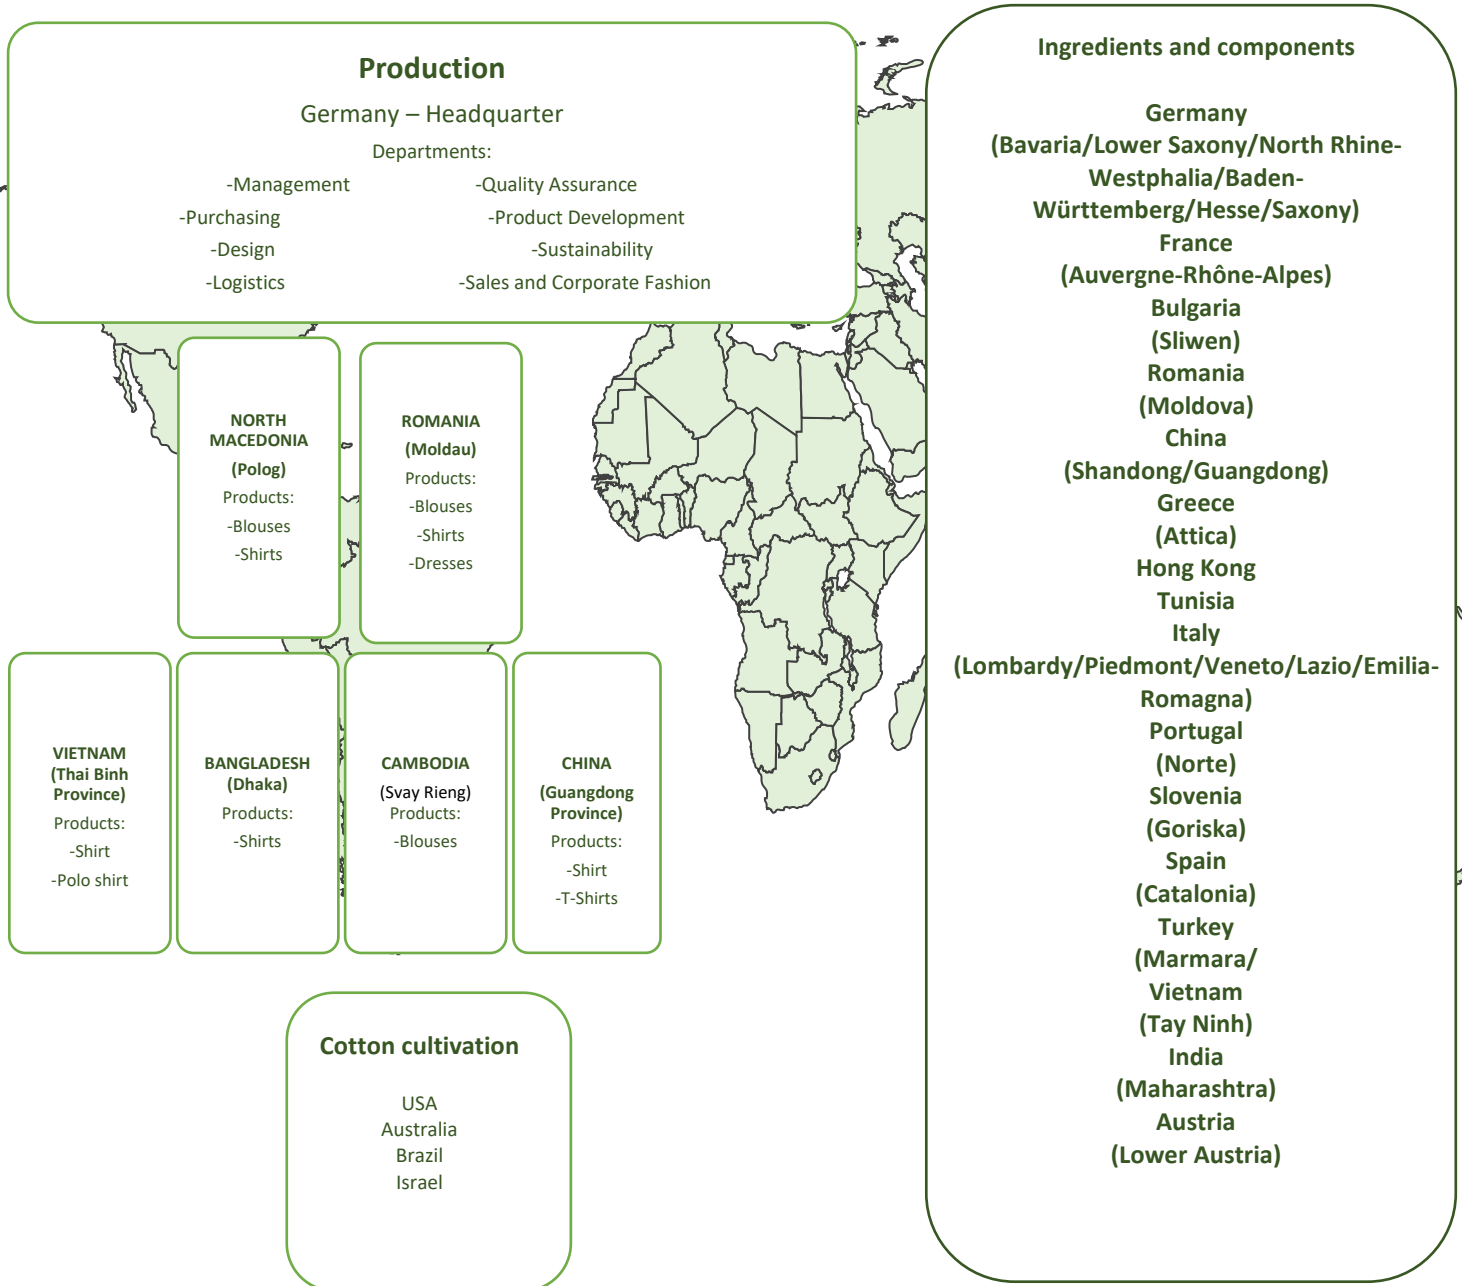 Production
Germany – Headquarter
Departments:
-Management -Quality Assurance
-Purchasing -Product Development
-Design -Sustainability
-Logistics -Sales and Corporate Fashion
NORTH
MACEDONIA
(Polog)
Products:
-Blouses
-Shirts
ROMANIA
(Moldau)
Products:
-Blouses
-Shirts
-Dresses
VIETNAM
(Thai Binh
Province)
Products:
-Shirt
-Polo shirt
BANGLADESH
(Dhaka)
Products:
-Shirts
CAMBODIA
(Svay Rieng)
Products:
-Blouses
CHINA
(Guangdong
Province)
Products:
-Shirt
-T-Shirts
Cotton cultivation
USA
Australia
Brazil
Israel
Ingredients and components
Germany
(Bavaria/Lower Saxony/North Rhine-
Westphalia/Baden-
Württemberg/Hesse/Saxony)
France
(Auvergne-Rhône-Alpes)
Bulgaria
(Sliwen)
Romania
(Moldova)
China
(Shandong/Guangdong)
Greece
(Attica)
Hong Kong
Tunisia
Italy
(Lombardy/Piedmont/Veneto/Lazio/Emilia-
Romagna)
Portugal
(Norte)
Slovenia
(Goriska)
Spain
(Catalonia)
Turkey
(Marmara/
Vietnam
(Tay Ninh)
India
(Maharashtra)
Austria
(Lower Austria)